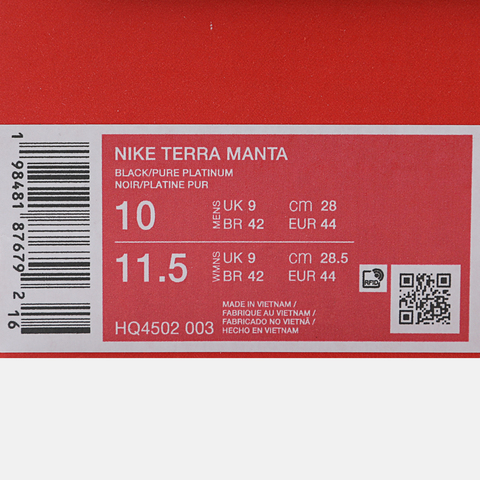 NIKE TERRA MANTA
BLACK/PURE PLATINUM
NOIR/PLATINE PUR
10 MENS UK 9 cm 28
BR 42 EUR 44
11.5 WMNS UK 9 cm 28.5
BR 42 EUR 44
RFID
MADE IN VIETNAM /
FABRIQUE AU VIETNAM /
FABRICADO NO VIETNÃ /
HECHO EN VIETNAM
HQ4502 003
1 98481 87679 2 16